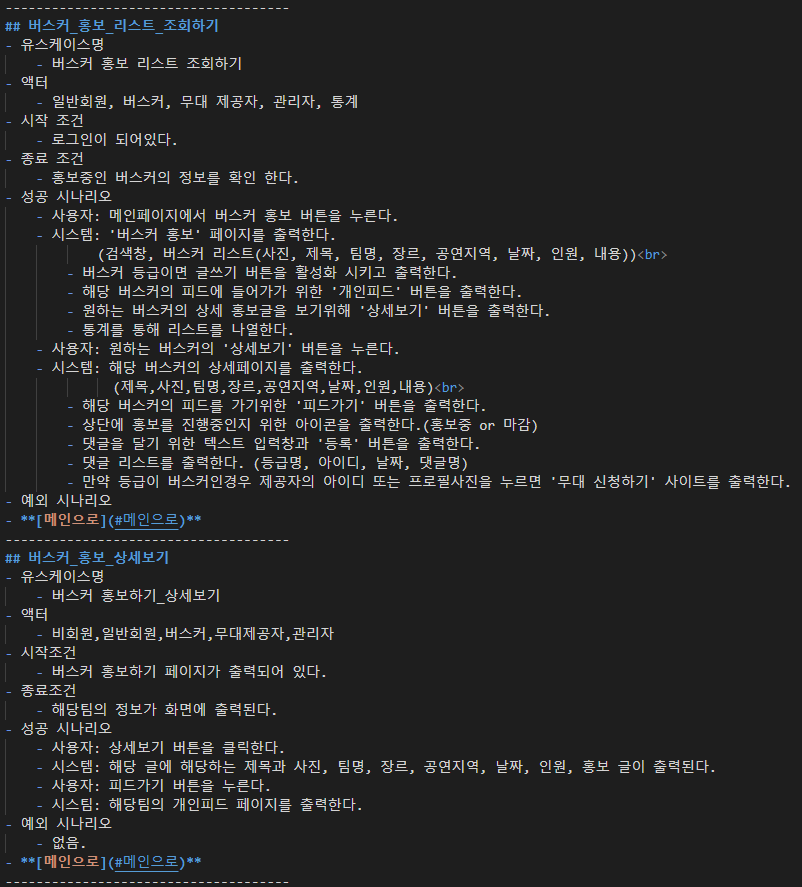 -------------------------------------
## 버스커_홍보_리스트_조회하기
- 유스케이스명
- 버스커 홍보 리스트 조회하기
- 액터
- 일반회원, 버스커, 무대 제공자, 관리자, 통계
- 시작 조건
- 로그인이 되어있다.
- 종료 조건
- 홍보중인 버스커의 정보를 확인 한다.
- 성공 시나리오
- 사용자: 메인페이지에서 버스커 홍보 버튼을 누른다.
- 시스템: '버스커 홍보' 페이지를 출력한다.
(검색창, 버스커 리스트(사진, 제목, 팀명, 장르, 공연지역, 날짜, 인원, 내용))<br>
- 버스커 등급이면 글쓰기 버튼을 활성화 시키고 출력한다.
- 해당 버스커의 피드에 들어가가 위한 '개인피드' 버튼을 출력한다.
- 원하는 버스커의 상세 홍보글을 보기위해 '상세보기' 버튼을 출력한다.
- 통계를 통해 리스트를 나열한다.
- 사용자: 원하는 버스커의 '상세보기' 버튼을 누른다.
- 시스템: 해당 버스커의 상세페이지를 출력한다.
(제목,사진,팀명,장르,공연지역,날짜,인원,내용)<br>
- 해당 버스커의 피드를 가기위한 '피드가기' 버튼을 출력한다.
- 상단에 홍보를 진행중인지 위한 아이콘을 출력한다.(홍보중 or 마감)
- 댓글을 달기 위한 텍스트 입력창과 '등록' 버튼을 출력한다.
- 댓글 리스트를 출력한다. (등급명, 아이디, 날짜, 댓글명)
- 만약 등급이 버스커인경우 제공자의 아이디 또는 프로필사진을 누르면 '무대 신청하기' 사이트를 출력한다.
- 예외 시나리오
- **[메인으로](#메인으로)**
-------------------------------------
## 버스커_홍보_상세보기
- 유스케이스명
- 버스커 홍보하기_상세보기
- 액터
- 비회원,일반회원,버스커,무대제공자,관리자
- 시작조건
- 버스커 홍보하기 페이지가 출력되어 있다.
- 종료조건
- 해당팀의 정보가 화면에 출력된다.
- 성공 시나리오
- 사용자: 상세보기 버튼을 클릭한다.
- 시스템: 해당 글에 해당하는 제목과 사진, 팀명, 장르, 공연지역, 날짜, 인원, 홍보 글이 출력된다.
- 사용자: 피드가기 버튼을 누른다.
- 시스팀: 해당팀의 개인피드 페이지를 출력한다.
- 예외 시나리오
- 없음.
- **[메인으로](#메인으로)**
-------------------------------------